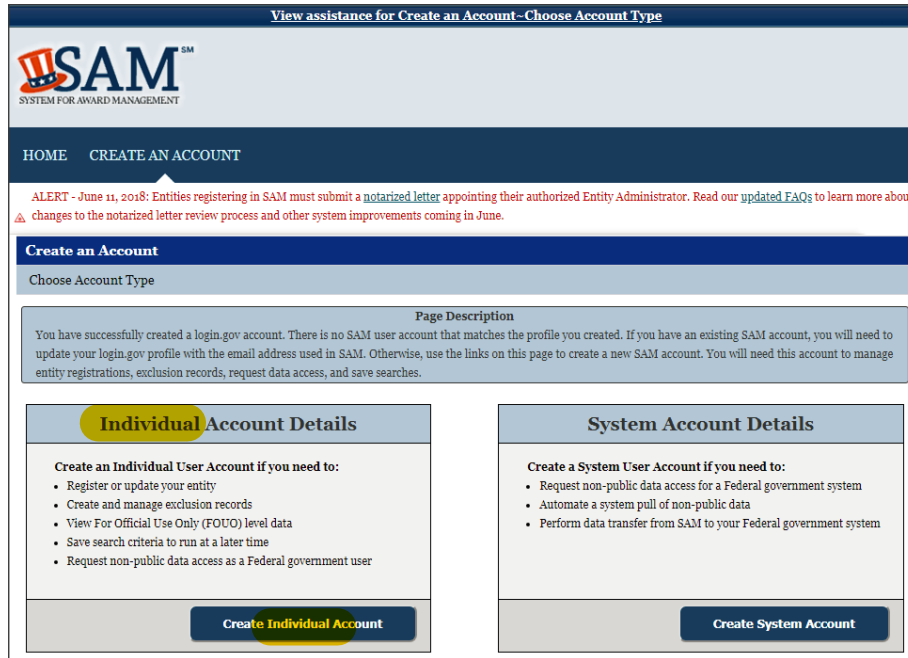 View assistance for Create an Account~Choose Account Type
SAM SM
SYSTEM FOR AWARD MANAGEMENT
HOME CREATE AN ACCOUNT
ALERT - June 11, 2018: Entities registering in SAM must submit a notarized letter appointing their authorized Entity Administrator. Read our updated FAQs to learn more abou
changes to the notarized letter review process and other system improvements coming in June.
Create an Account
Choose Account Type
Page Description
You have successfully created a login.gov account. There is no SAM user account that matches the profile you created. If you have an existing SAM account, you will need to
update your login.gov profile with the email address used in SAM. Otherwise, use the links on this page to create a new SAM account. You will need this account to manage
entity registrations, exclusion records, request data access, and save searches.
Individual Account Details
Create an Individual User Account if you need to:
• Register or update your entity
• Create and manage exclusion records
• View For Official Use Only (FOUO) level data
• Save search criteria to run at a later time
• Request non-public data access as a Federal government user
Create Individual Account
System Account Details
Create a System User Account if you need to:
• Request non-public data access for a Federal government system
• Automate a system pull of non-public data
• Perform data transfer from SAM to your Federal government system
Create System Account